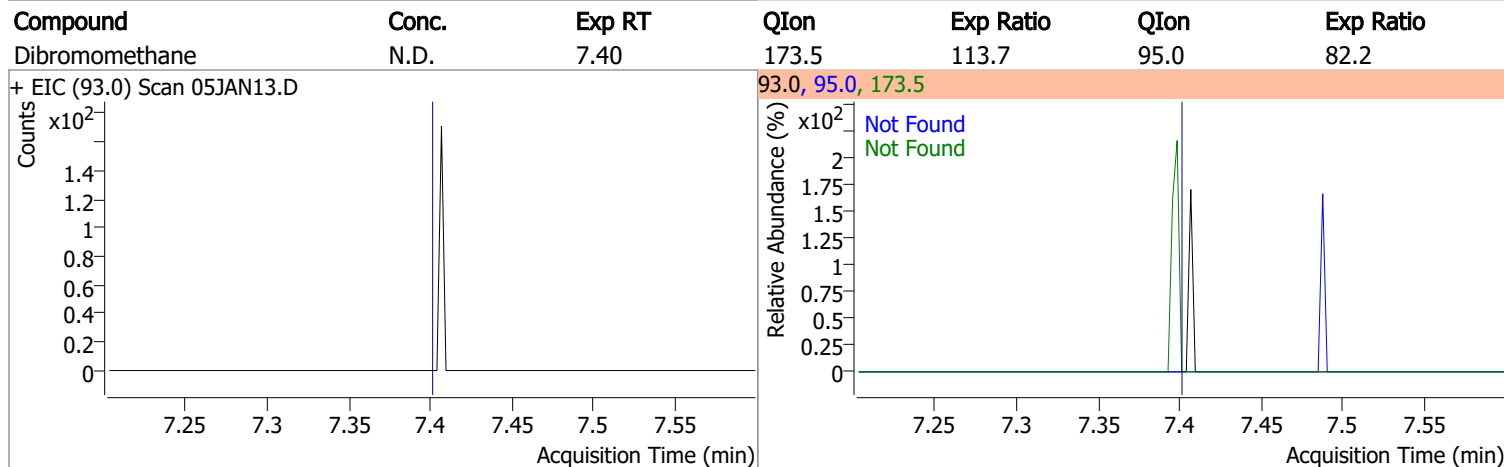 Compound Conc. Exp RT QIon Exp Ratio QIon Exp Ratio
Dibromomethane N.D. 7.40 173.5 113.7 95.0 82.2
+ EIC (93.0) Scan 05JAN13.D
Counts
x10²
1.4
1.2
1
0.8
0.6
0.4
0.2
0
7.25 7.3 7.35 7.4 7.45 7.5 7.55
Acquisition Time (min)
93.0, 95.0, 173.5
Relative Abundance (%)
x10²
Not Found
Not Found
2
1.75
1.5
1.25
1
0.75
0.5
0.25
0
7.25 7.3 7.35 7.4 7.45 7.5 7.55
Acquisition Time (min)